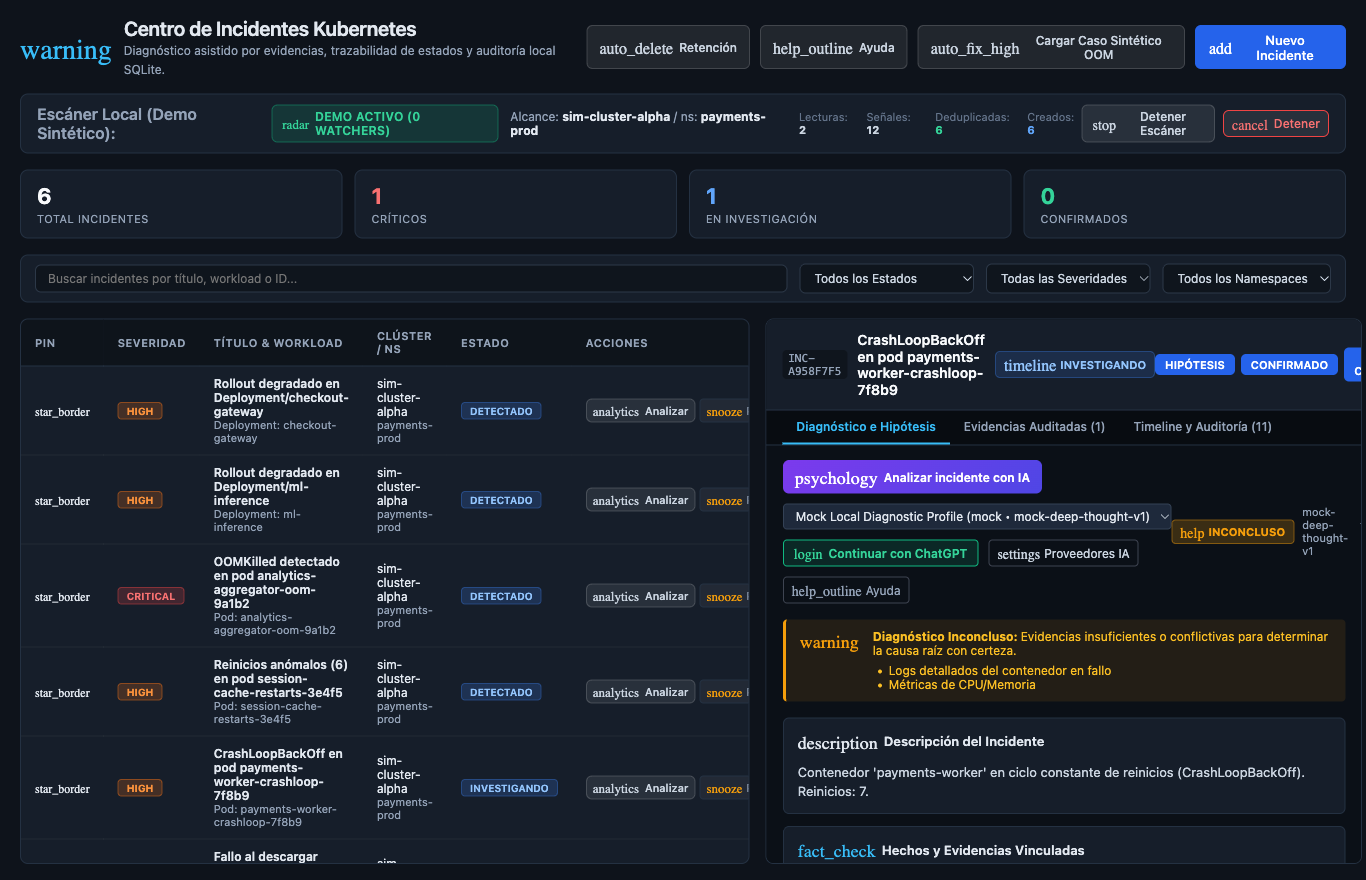 warning
Centro de Incidentes Kubernetes
Diagnóstico asistido por evidencias, trazabilidad de estados y auditoría local
SQLite.
auto_delete Retención
help_outline Ayuda
auto_fix_high Cargar Caso Sintético
OOM
add Nuevo
Incidente
Escáner Local (Demo
Sintético):
radar DEMO ACTIVO (0
WATCHERS)
Alcance: sim-cluster-alpha / ns: payments-
prod
Lecturas:
2
Señales:
12
Deduplicadas:
6
Creados:
6
stop Detener
Escáner
cancel Detener
6
TOTAL INCIDENTES
1
CRÍTICOS
1
EN INVESTIGACIÓN
0
CONFIRMADOS
Buscar incidentes por título, workload o ID...
Todos los Estados
Todas las Severidades
Todos los Namespaces
PIN
SEVERIDAD
TÍTULO & WORKLOAD
CLÚSTER
/ NS
ESTADO
ACCIONES
star_border
HIGH
Rollout degradado en
Deployment/checkout-
gateway
Deployment: checkout-
gateway
sim-
cluster-
alpha
payments-
prod
DETECTADO
analytics Analizar
snooze
star_border
HIGH
Rollout degradado en
Deployment/ml-
inference
Deployment: ml-
inference
sim-
cluster-
alpha
payments-
prod
DETECTADO
analytics Analizar
snooze
star_border
CRITICAL
OOMKilled detectado
en pod analytics-
aggregator-oom-
9a1b2
Pod: analytics-
aggregator-oom-9a1b2
sim-
cluster-
alpha
payments-
prod
DETECTADO
analytics Analizar
snooze
star_border
HIGH
Reinicios anómalos (6)
en pod session-
cache-restarts-3e4f5
Pod: session-cache-
restarts-3e4f5
sim-
cluster-
alpha
payments-
prod
DETECTADO
analytics Analizar
snooze
star_border
HIGH
CrashLoopBackOff en
pod payments-
worker-crashloop-
7f8b9
Pod: payments-worker-
crashloop-7f8b9
sim-
cluster-
alpha
payments-
prod
INVESTIGANDO
analytics Analizar
snooze
Fallo al descargar
sim-
INC-
A958F7F5
CrashLoopBackOff
en pod payments-
worker-crashloop-
7f8b9
timeline INVESTIGANDO
HIPÓTESIS
CONFIRMADO
C
Diagnóstico e Hipótesis
Evidencias Auditadas (1)
Timeline y Auditoría (11)
psychology Analizar incidente con IA
Mock Local Diagnostic Profile (mock • mock-deep-thought-v1)
help INCONCLUSO
mock-
deep-
thought-
v1
login Continuar con ChatGPT
settings Proveedores IA
help_outline Ayuda
warning
Diagnóstico Inconcluso: Evidencias insuficientes o conflictivas para determinar
la causa raíz con certeza.
• Logs detallados del contenedor en fallo
• Métricas de CPU/Memoria
description Descripción del Incidente
Contenedor 'payments-worker' en ciclo constante de reinicios (CrashLoopBackOff).
Reinicios: 7.
fact_check Hechos y Evidencias Vinculadas